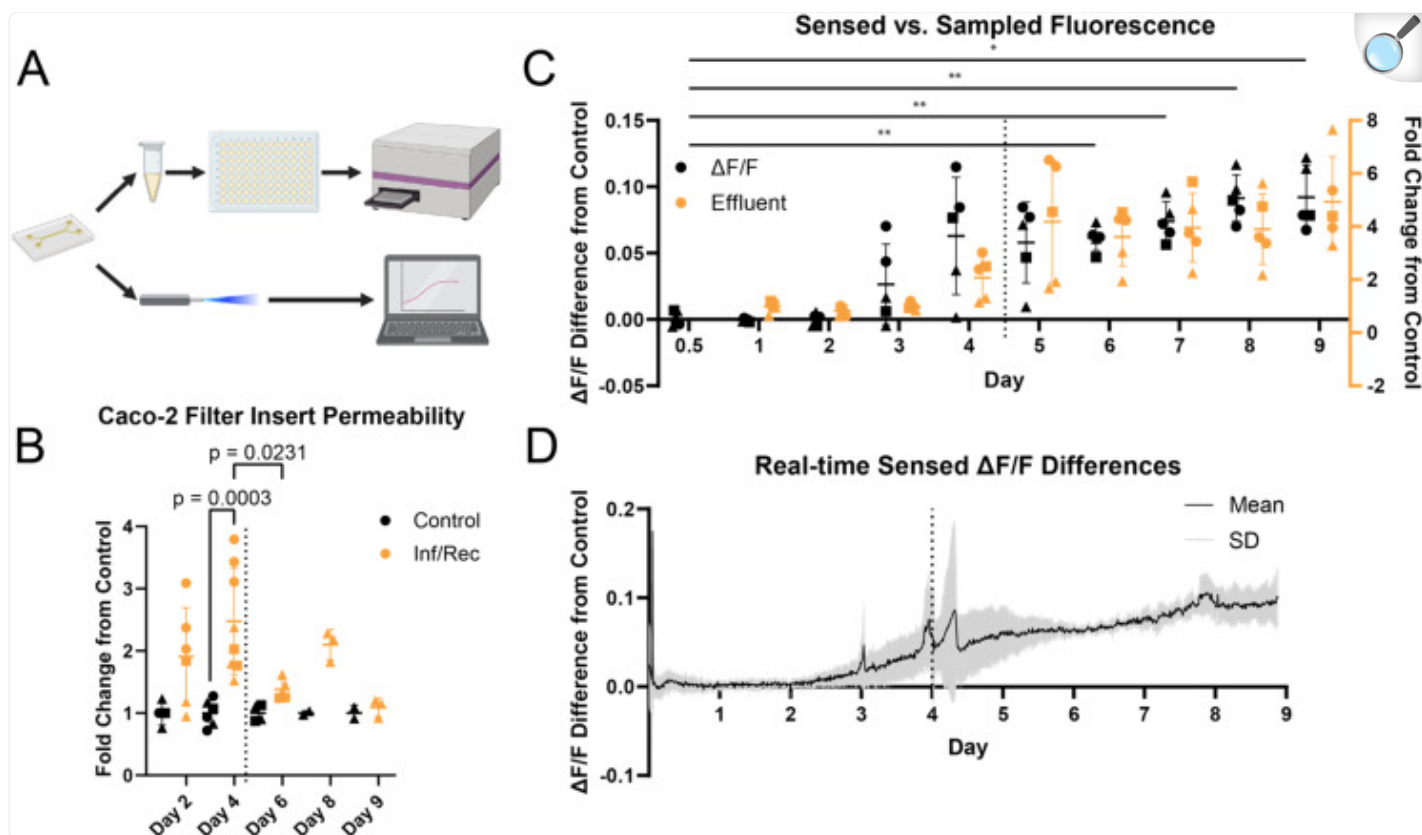 A
Sensed vs. Sampled Fluorescence
C
*
**
**
**
ΔF/F Difference from Control
0.15
0.10
0.05
0.00
-0.05
ΔF/F
Effluent
0.5
1
2
3
4
5
6
7
8
9
Day
8
6
4
2
0
-2
Fold Change from Control
Caco-2 Filter Insert Permeability
B
p = 0.0231
p = 0.0003
Control
Inf/Rec
Fold Change from Control
4
3
2
1
0
Day 2
Day 4
Day 6
Day 8
Day 9
D
Real-time Sensed ΔF/F Differences
Mean
SD
ΔF/F Difference from Control
0.2
0.1
0.0
-0.1
1
2
3
4
5
6
7
8
9
Day